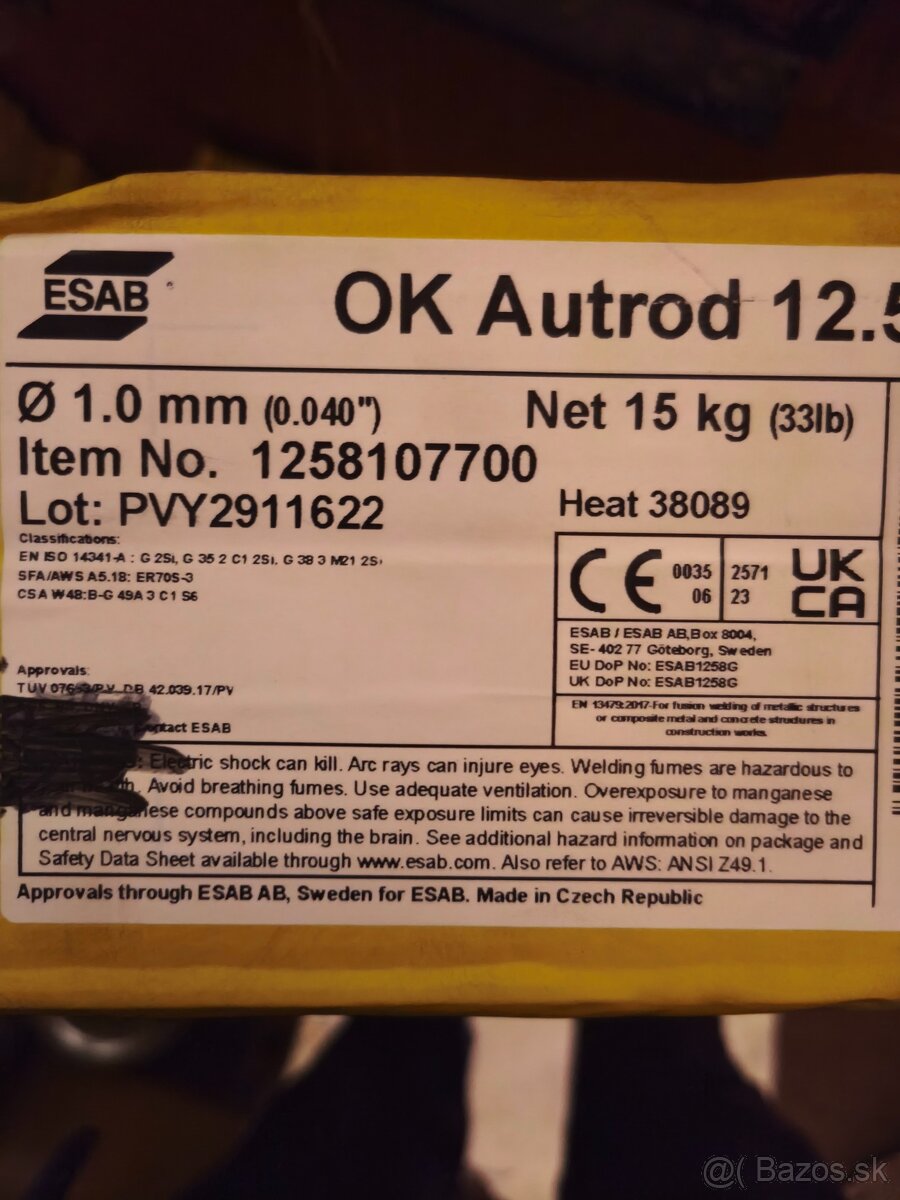 ESAB
OK Autrod 12.5
Ø 1.0 mm (0.040")
Net 15 kg (33lb)
Item No. 1258107700
Lot: PVY2911622
Heat 38089
Classifications:
EN ISO 14341-A : G 2Si, G 35 2 C1 2Si, G 38 3 M21 2Si
SFA/AWS A5.18: ER70S-3
CSA W48:B-G 49A 3 C1 S6
CE 0035
06
2571
23
UK
CA
ESAB / ESAB AB,Box 8004,
SE- 402 77 Göteborg, Sweden
EU DoP No: ESAB1258G
UK DoP No: ESAB1258G
EN 13479:2017-For fusion welding of metallic structures
or composite metal and concrete structures in
construction works.
Approvals:
DB 42.039.17/PV
ESAB
Electric shock can kill. Arc rays can injure eyes. Welding fumes are hazardous to
Avoid breathing fumes. Use adequate ventilation. Overexposure to manganese
and manganese compounds above safe exposure limits can cause irreversible damage to the
central nervous system, including the brain. See additional hazard information on package and
Safety Data Sheet available through www.esab.com. Also refer to AWS: ANSI Z49.1.
Approvals through ESAB AB, Sweden for ESAB. Made in Czech Republic
@( Bazos.sk